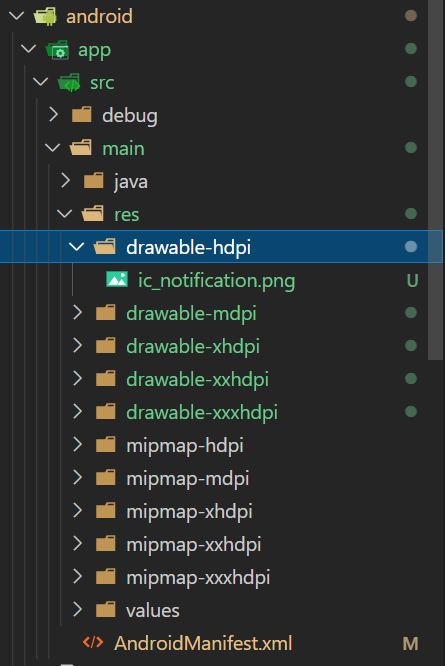 android
app
src
debug
main
java
res
drawable-hdpi
ic_notification.png U
drawable-mdpi
drawable-xhdpi
drawable-xxhdpi
drawable-xxxhdpi
mipmap-hdpi
mipmap-mdpi
mipmap-xhdpi
mipmap-xxhdpi
mipmap-xxxhdpi
values
AndroidManifest.xml M